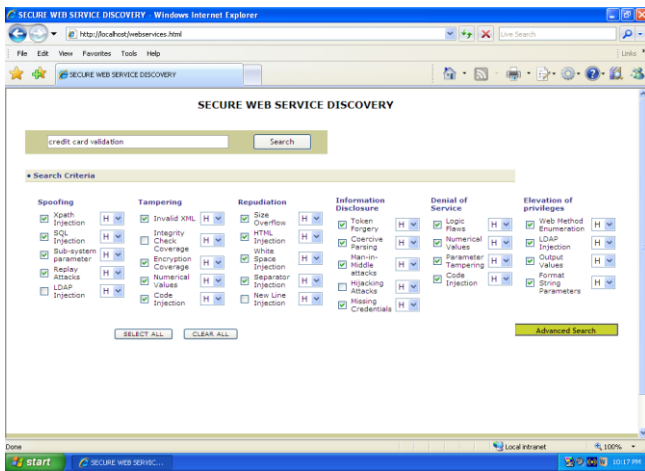 SECURE WEB SERVICE DISCOVERY - Windows Internet Explorer
http://localhost/webservices.html
Live Search
File Edit View Favorites Tools Help
Links
SECURE WEB SERVICE DISCOVERY
SECURE WEB SERVICE DISCOVERY
credit card validation
Search
Search Criteria
Spoofing
Xpath
Injection
H
SQL
Injection
H
Sub-system
parameter
H
Replay
Attacks
H
LDAP
Injection
H
Tampering
Invalid XML
H
Integrity
Check
Coverage
H
Encryption
Coverage
H
Numerical
Values
H
Code
Injection
H
Repudiation
Size
Overflow
H
HTML
Injection
H
White
Space
Injection
H
Separator
Injection
H
New Line
Injection
H
Information
Disclosure
Token
Forgery
H
Coercive
Parsing
H
Man-in-
Middle
attacks
H
Hijacking
Attacks
H
Missing
Credentials
H
Denial of
Service
Logic
Flaws
H
Numerical
Values
H
Parameter
Tampering
H
Code
Injection
H
Elevation of
privileges
Web Method
Enumeration
H
LDAP
Injection
H
Output
Values
H
Format
String
Parameters
H
SELECT ALL
CLEAR ALL
Advanced Search
Done
Local intranet
100%
start
SECURE WEB SERVIC...
10:17 PM